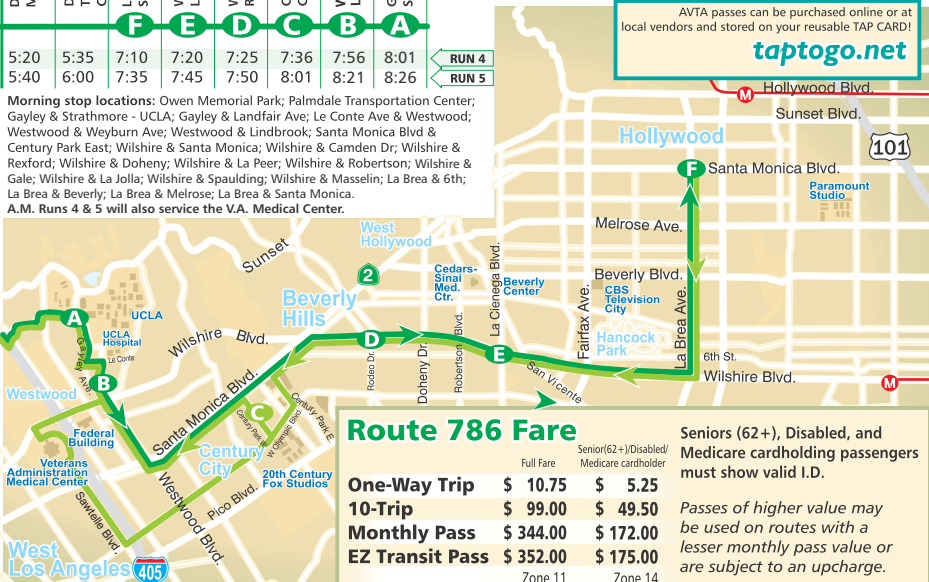 F E D C B A
5:20 5:35 7:10 7:20 7:25 7:36 7:56 8:01 RUN 4
5:40 6:00 7:35 7:45 7:50 8:01 8:21 8:26 RUN 5
Morning stop locations: Owen Memorial Park; Palmdale Transportation Center;
Gayley & Strathmore - UCLA; Gayley & Landfair Ave; Le Conte Ave & Westwood;
Westwood & Weyburn Ave; Westwood & Lindbrook; Santa Monica Blvd &
Century Park East; Wilshire & Santa Monica; Wilshire & Camden Dr; Wilshire &
Rexford; Wilshire & Doheny; Wilshire & La Peer; Wilshire & Robertson; Wilshire &
Gale; Wilshire & La Jolla; Wilshire & Spaulding; Wilshire & Masselin; La Brea & 6th;
La Brea & Beverly; La Brea & Melrose; La Brea & Santa Monica.
A.M. Runs 4 & 5 will also service the V.A. Medical Center.
AVTA passes can be purchased online or at
local vendors and stored on your reusable TAP CARD!
taptogo.net
M
Hollywood Blvd.
Sunset Blvd.
Hollywood
101
F
Santa Monica Blvd.
Paramount
Studio
Melrose Ave.
West
Hollywood
Sunset
2
Cedars-
Sinai
Med.
Ctr.
La Cienega Blvd.
Beverly
Center
Beverly Blvd.
CBS
Television
City
Fairfax Ave.
La Brea Ave.
Beverly
Hills
Hancock
Park
A
UCLA
UCLA
Hospital
Gayley Ave.
Le Conte
Wilshire Blvd.
D
Rodeo Dr.
Doheny Dr.
Robertson Blvd.
E
San Vicente
6th St.
Wilshire Blvd.
M
B
Westwood
Santa Monica Blvd.
C
Century Park W
W Olympic Blvd.
Century Park E.
Federal
Building
Century
City
Veterans
Administration
Medical Center
20th Century
Fox Studios
Westwood Blvd.
Pico Blvd.
Sawtelle Blvd.
West
Los Angeles
405
Route 786 Fare
Full Fare
Senior(62+)/Disabled/
Medicare cardholder
One-Way Trip $ 10.75 $ 5.25
10-Trip $ 99.00 $ 49.50
Monthly Pass $ 344.00 $ 172.00
EZ Transit Pass $ 352.00 $ 175.00
Zone 11 Zone 14
Seniors (62+), Disabled, and
Medicare cardholding passengers
must show valid I.D.
Passes of higher value may
be used on routes with a
lesser monthly pass value or
are subject to an upcharge.